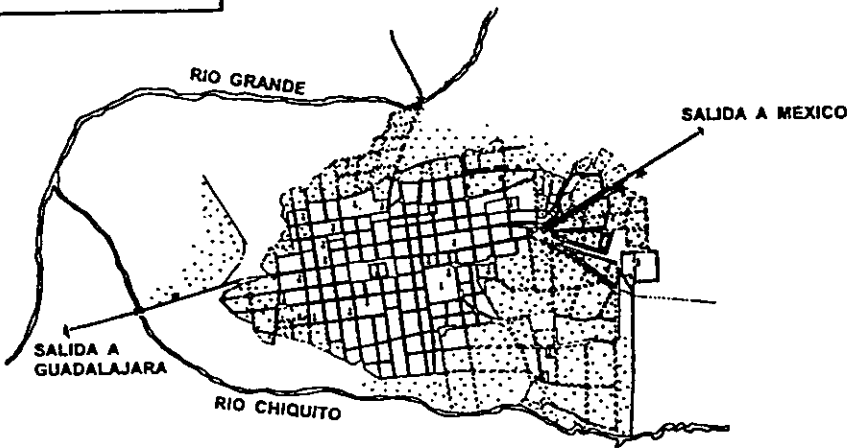 RIO GRANDE
SALIDA A MEXICO
SALIDA A
GUADALAJARA
RIO CHIQUITO